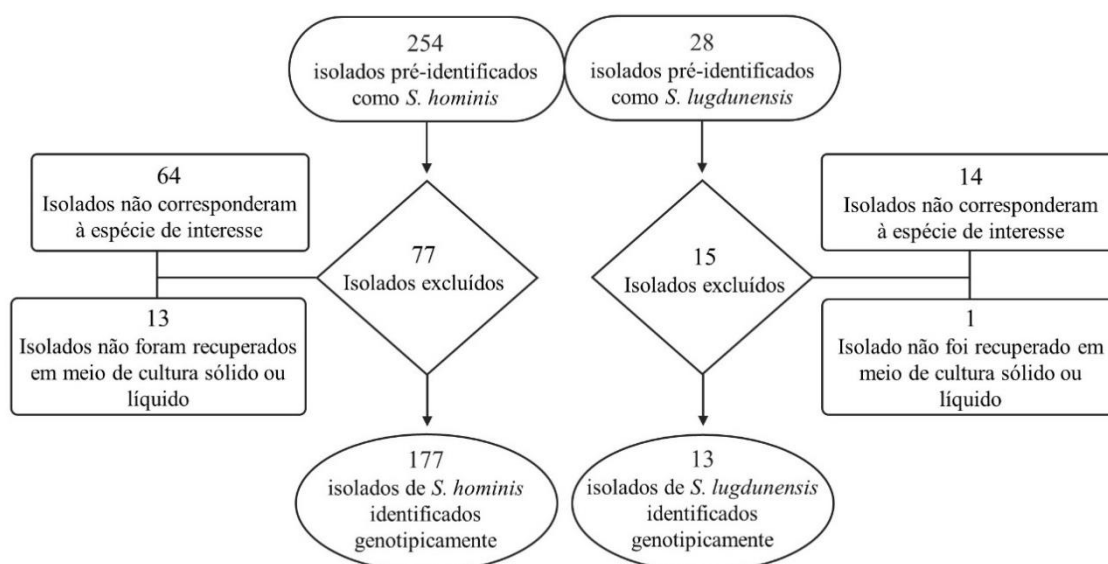 254
isolados pré-identificados
como S. hominis
28
isolados pré-identificados
como S. lugdunensis
64
Isolados não corresponderam
à espécie de interesse
14
Isolados não corresponderam
à espécie de interesse
77
Isolados excluídos
15
Isolados excluídos
13
Isolados não foram recuperados
em meio de cultura sólido ou
líquido
1
Isolado não foi recuperado em
meio de cultura sólido ou
líquido
177
isolados de S. hominis
identificados
genotipicamente
13
isolados de S. lugdunensis
identificados
genotipicamente